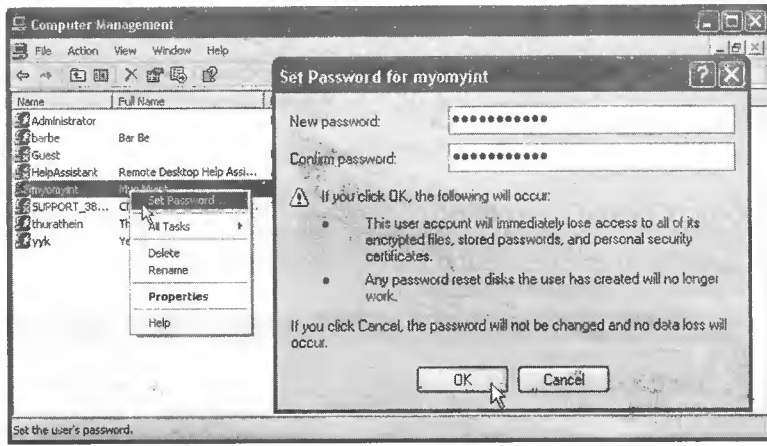 Computer Management
File Action View Window Help
Name Full Name
Administrator
barbe Bar Be
Guest
HelpAssistant Remote Desktop Help Assi...
myomyint Myo Myint
SUPPORT_38...
thurathein Th
yyk Ye
Set Password...
All Tasks
Delete
Rename
Properties
Help
Set the user's password.
Set Password for myomyint
New password:
Confirm password:
If you click OK, the following will occur:
This user account will immediately lose access to all of its
encrypted files, stored passwords, and personal security
certificates.
Any password reset disks the user has created will no longer
work.
If you click Cancel, the password will not be changed and no data loss will
occur.
OK Cancel